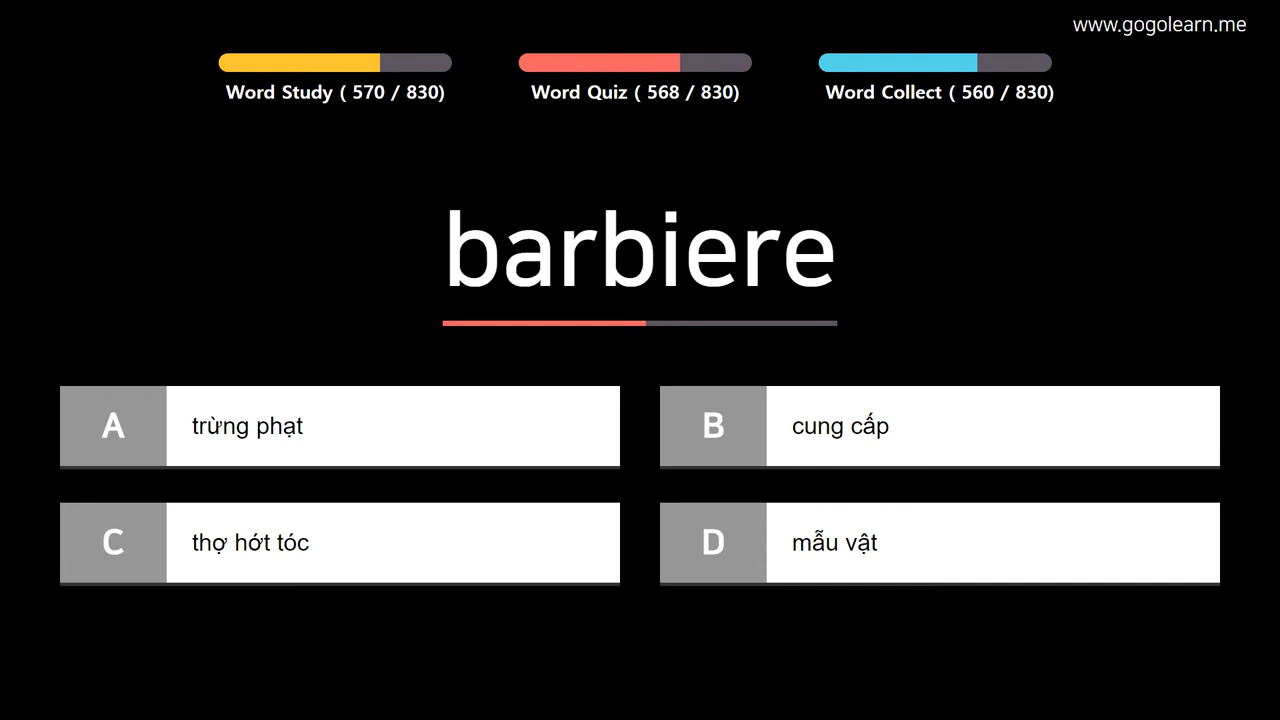 www.gogolearn.me
Word Study ( 570 / 830)
Word Quiz ( 568 / 830)
Word Collect ( 560 / 830)
barbiere
A
trừng phạt
B
cung cấp
C
thợ hớt tóc
D
mẫu vật